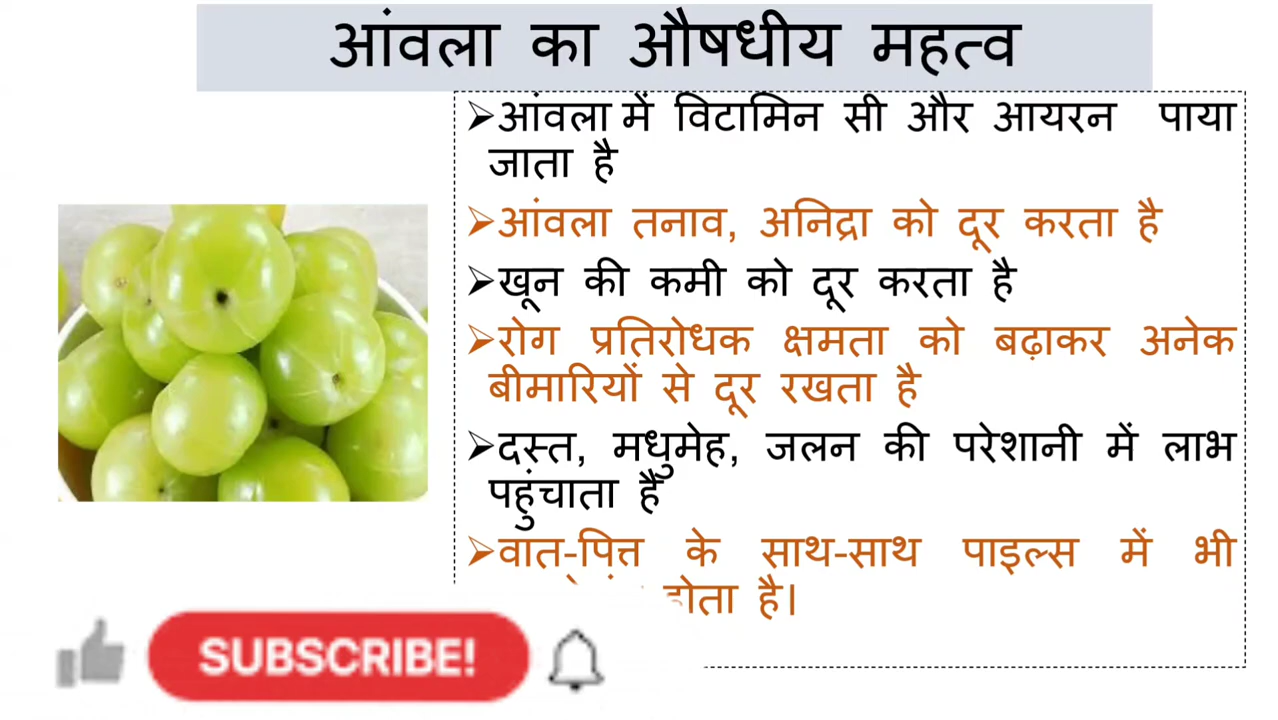 आंवला का औषधीय महत्व
➢आंवला में विटामिन सी और आयरन पाया
जाता है
➢आंवला तनाव, अनिद्रा को दूर करता है
➢खून की कमी को दूर करता है
➢रोग प्रतिरोधक क्षमता को बढ़ाकर अनेक
बीमारियों से दूर रखता है
➢दस्त, मधुमेह, जलन की परेशानी में लाभ
पहुंचाता हैं
➢वात-पित्त के साथ-साथ पाइल्स में भी
होता है।
SUBSCRIBE!